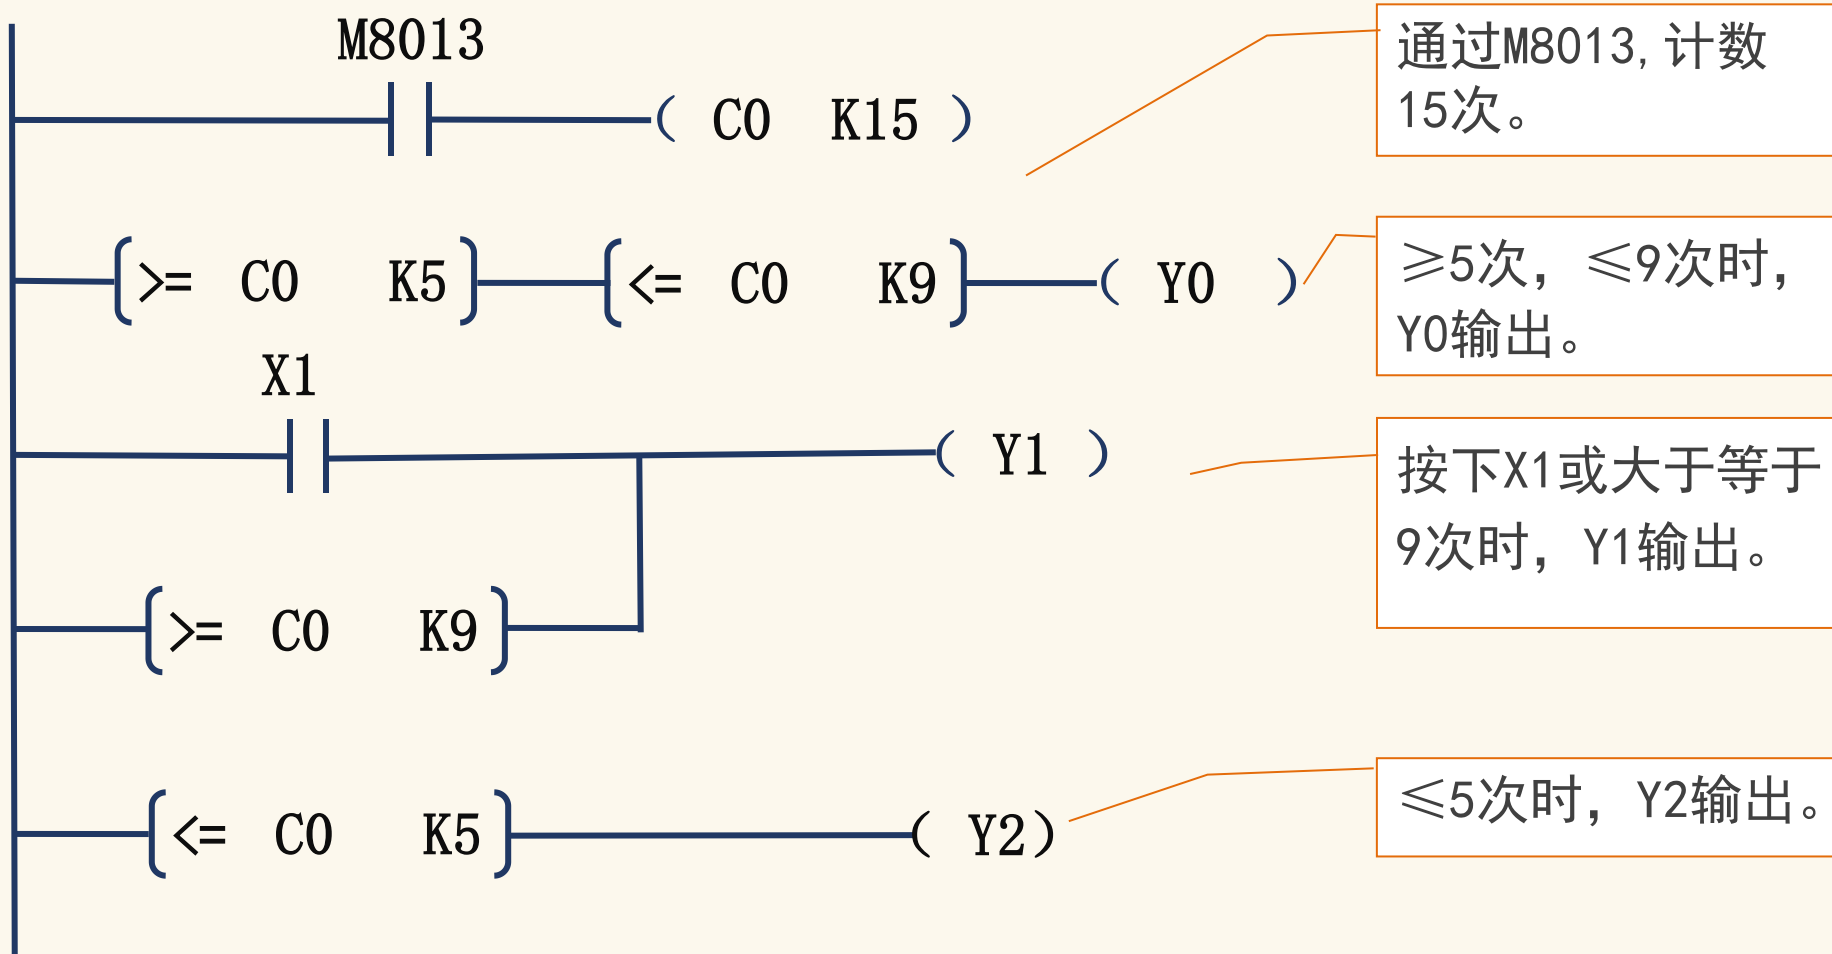 M8013
( C0 K15 )
通过M8013,计数
15次。
[>= C0 K5] [<= C0 K9] ( Y0 )
≥5次，≤9次时，
Y0输出。
X1
( Y1 )
按下X1或大于等于
9次时，Y1输出。
[>= C0 K9]
[<= C0 K5] ( Y2)
≤5次时，Y2输出。